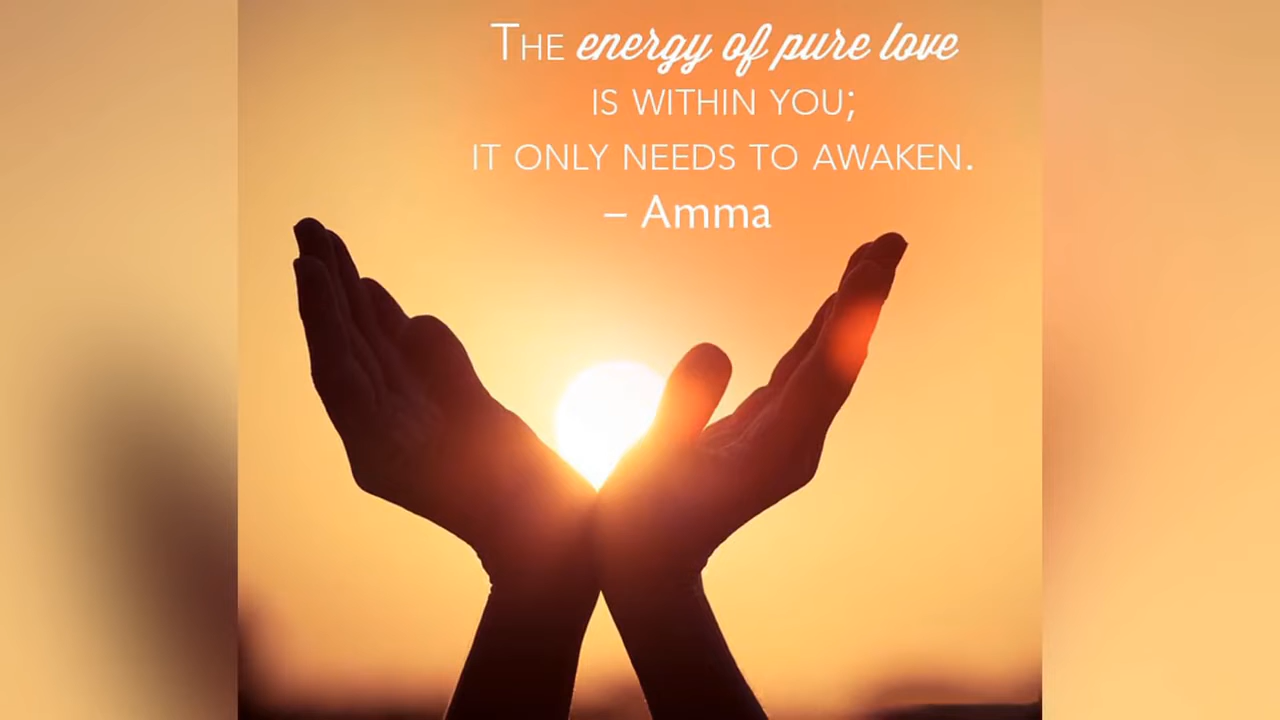 The energy of pure love
is within you;
it only needs to awaken.
– Amma